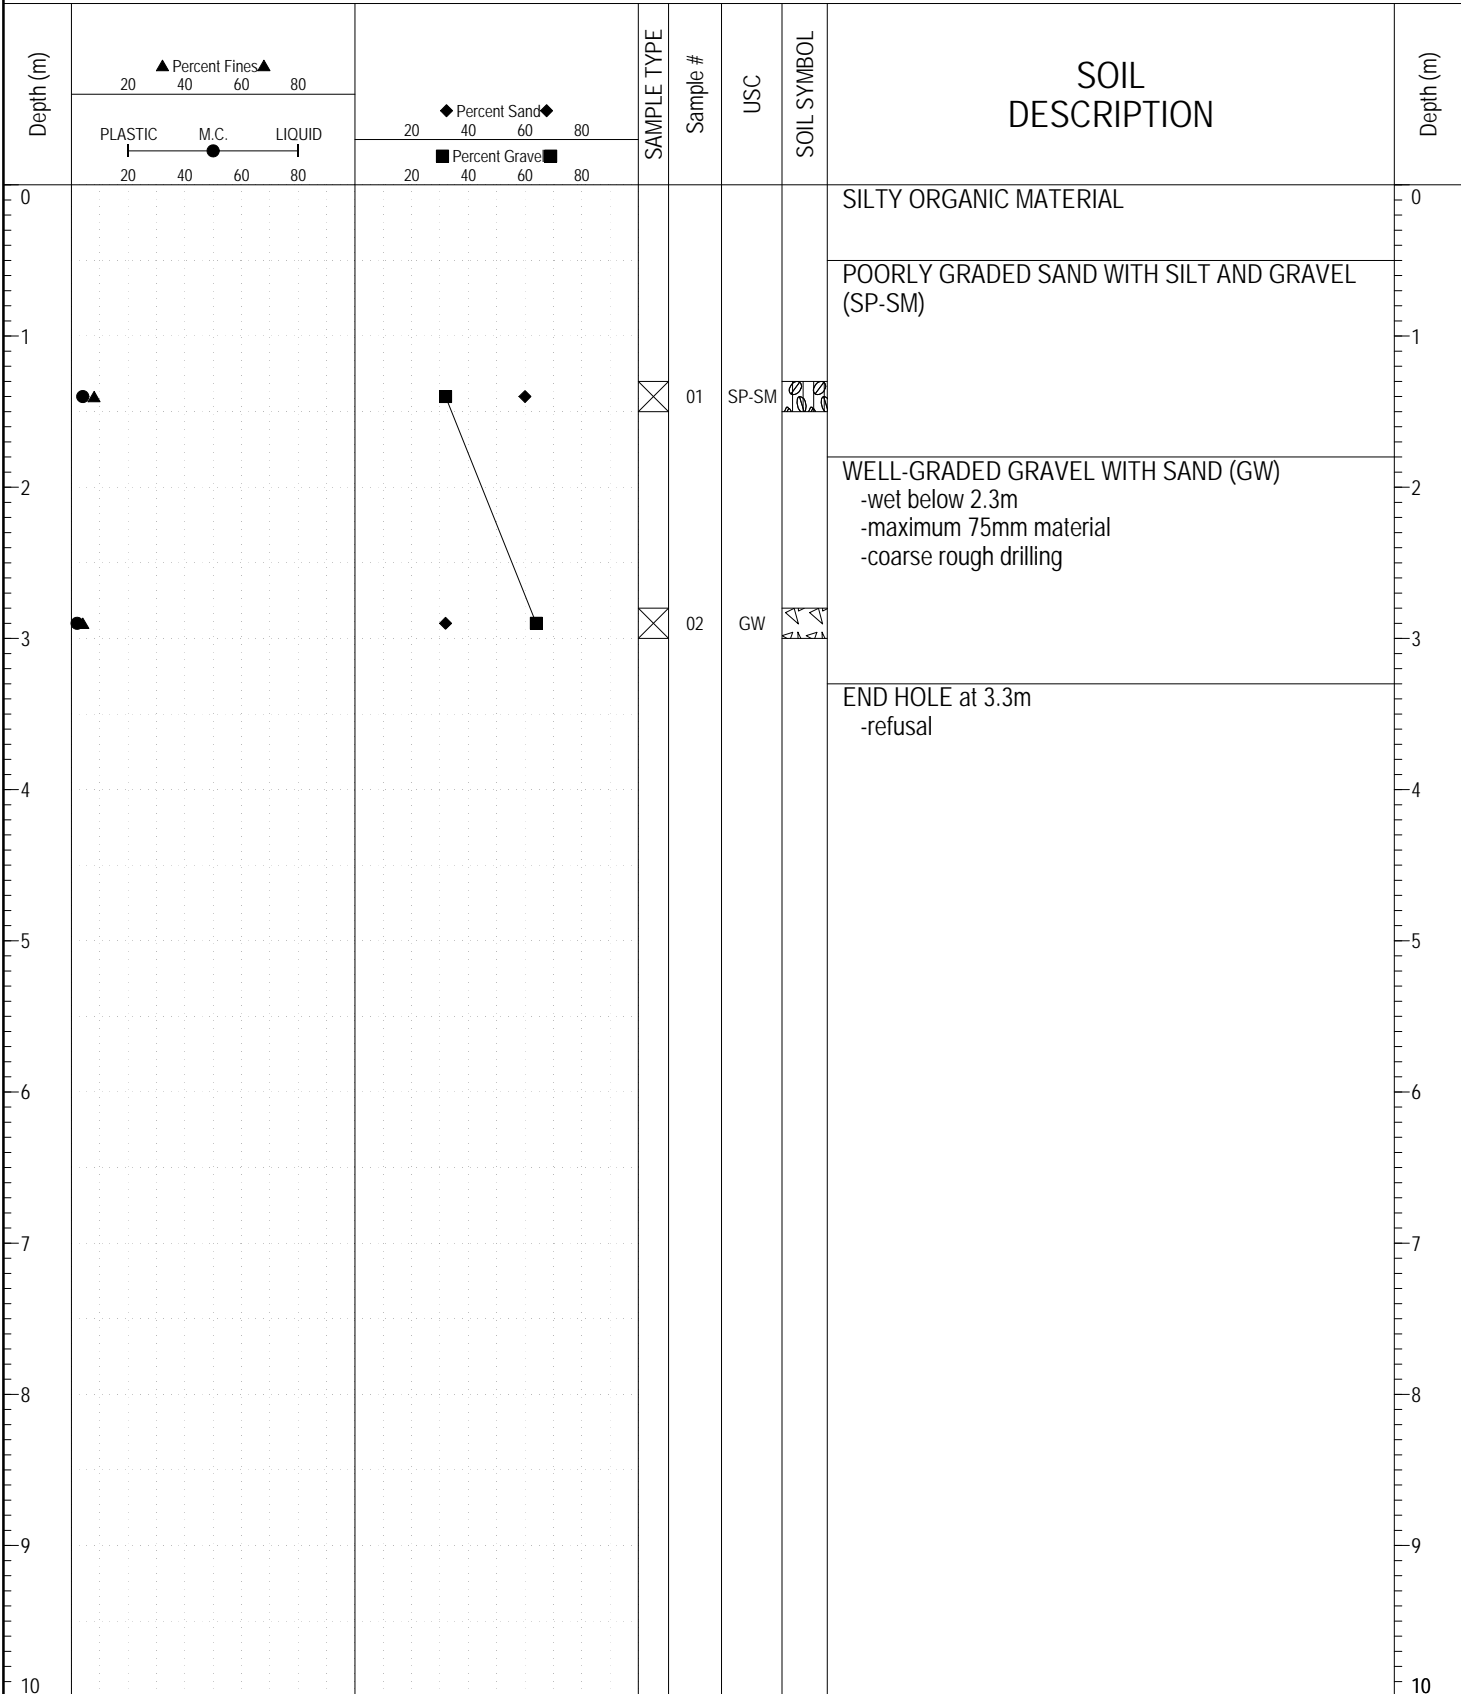 Depth (m)
▲ Percent Fines▲
20 40 60 80
PLASTIC M.C. LIQUID
20 40 60 80
◆ Percent Sand◆
20 40 60 80
■ Percent Gravel■
20 40 60 80
SAMPLE TYPE
Sample #
USC
SOIL SYMBOL
SOIL
DESCRIPTION
Depth (m)
0 SILTY ORGANIC MATERIAL 0
POORLY GRADED SAND WITH SILT AND GRAVEL
(SP-SM)
1 1
01 SP-SM
WELL-GRADED GRAVEL WITH SAND (GW)
2 -wet below 2.3m 2
-maximum 75mm material
-coarse rough drilling
02 GW
3 3
END HOLE at 3.3m
-refusal
4 4
5 5
6 6
7 7
8 8
9 9
10 10